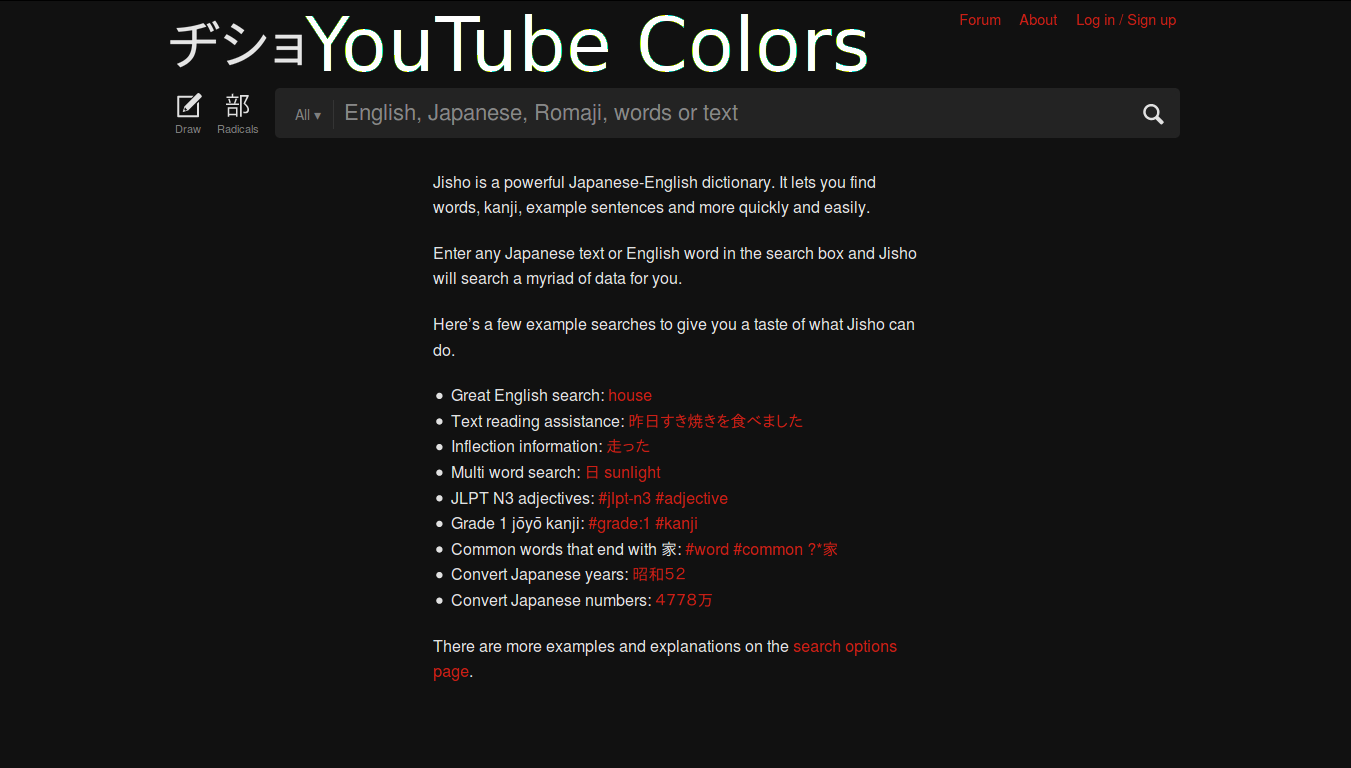 ヂショYouTube Colors
Forum About Log in / Sign up
部
All ▾ English, Japanese, Romaji, words or text
Draw Radicals
Jisho is a powerful Japanese-English dictionary. It lets you find
words, kanji, example sentences and more quickly and easily.
Enter any Japanese text or English word in the search box and Jisho
will search a myriad of data for you.
Here’s a few example searches to give you a taste of what Jisho can
do.
• Great English search: house
• Text reading assistance: 昨日すき焼きを食べました
• Inflection information: 走った
• Multi word search: 日 sunlight
• JLPT N3 adjectives: #jlpt-n3 #adjective
• Grade 1 jōyō kanji: #grade:1 #kanji
• Common words that end with 家: #word #common ?*家
• Convert Japanese years: 昭和52
• Convert Japanese numbers: 4778万
There are more examples and explanations on the search options
page.